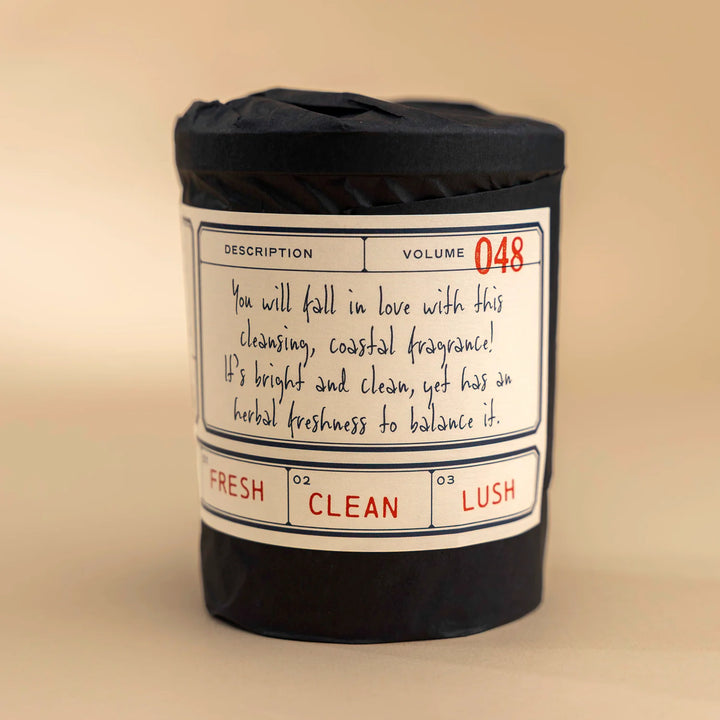 DESCRIPTION VOLUME 048
You will fall in love with this
cleansing, coastal fragrance!
It's bright and clean, yet has an
herbal freshness to balance it.
01 02 03
FRESH CLEAN LUSH